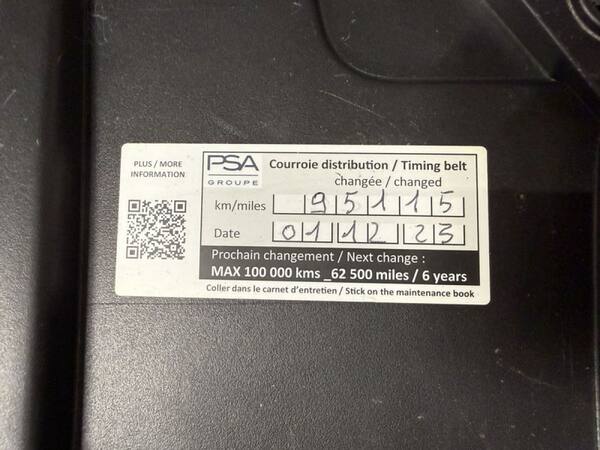 PLUS / MORE
INFORMATION
PSA
GROUPE
Courroie distribution / Timing belt
changée / changed
km/miles 95115
Date 01 12 23
Prochain changement / Next change :
MAX 100 000 kms _62 500 miles / 6 years
Coller dans le carnet d'entretien / Stick on the maintenance book